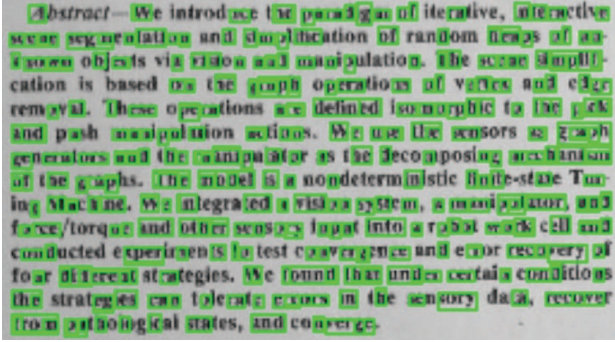 Abstract—We introduce the paradigm of iterative, interactive
scene segmentation and simplification of random heaps of un-
known objects via vision and manipulation. The scene simplifi-
cation is based on the graph operations of vertex and edge
removal. These operations are defined isomorphic to the pick
and push manipulation actions. We use the sensors as graph
generators and the manipulator as the decomposing mechanism
of the graphs. The model is a nondeterministic finite-state Tur-
ing Machine. We integrated a vision system, a manipulator, and
force/torque and other sensory input into a robot work cell and
conducted experiments to test convergence and error recovery of
four different strategies. We found that under certain conditions
the strategies can tolerate errors in the sensory data, recover
from pathological states, and converge.